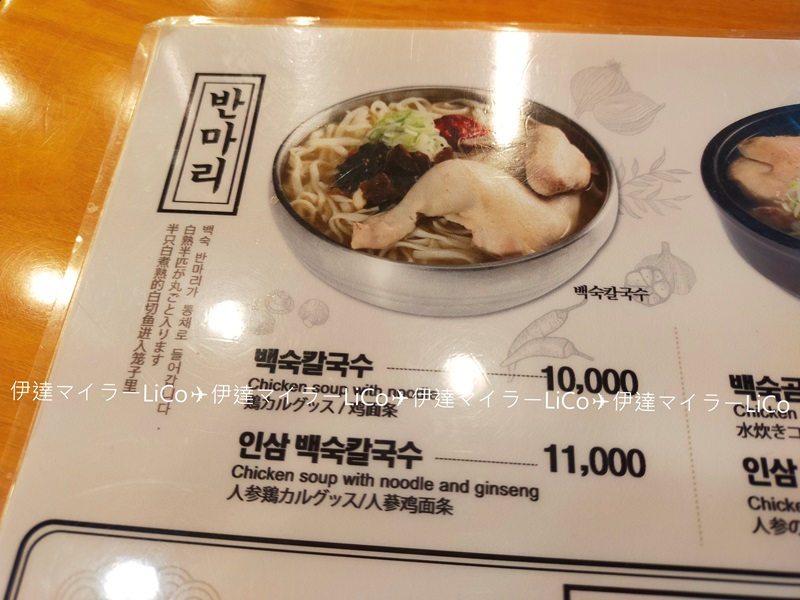 반마리
백숙 반마리가 통째로 들어갑니다
白熟半匹が丸ごと入ります
半只白煮熟的白切鱼进入笼子里
백숙칼국수
백숙칼국수 10,000
Chicken soup with noodle
鶏カルグッス / 鸡面条
伊達マイラーLiCo✈伊達マイラーLiCo✈伊達マイラーLiCo✈伊達マイラーLiCo
인삼 백숙칼국수 11,000
Chicken soup with noodle and ginseng
人参鶏カルグッス/人蔘鸡面条
백숙곰
Chicken
水炊きコ
인삼
Chicke
人参の